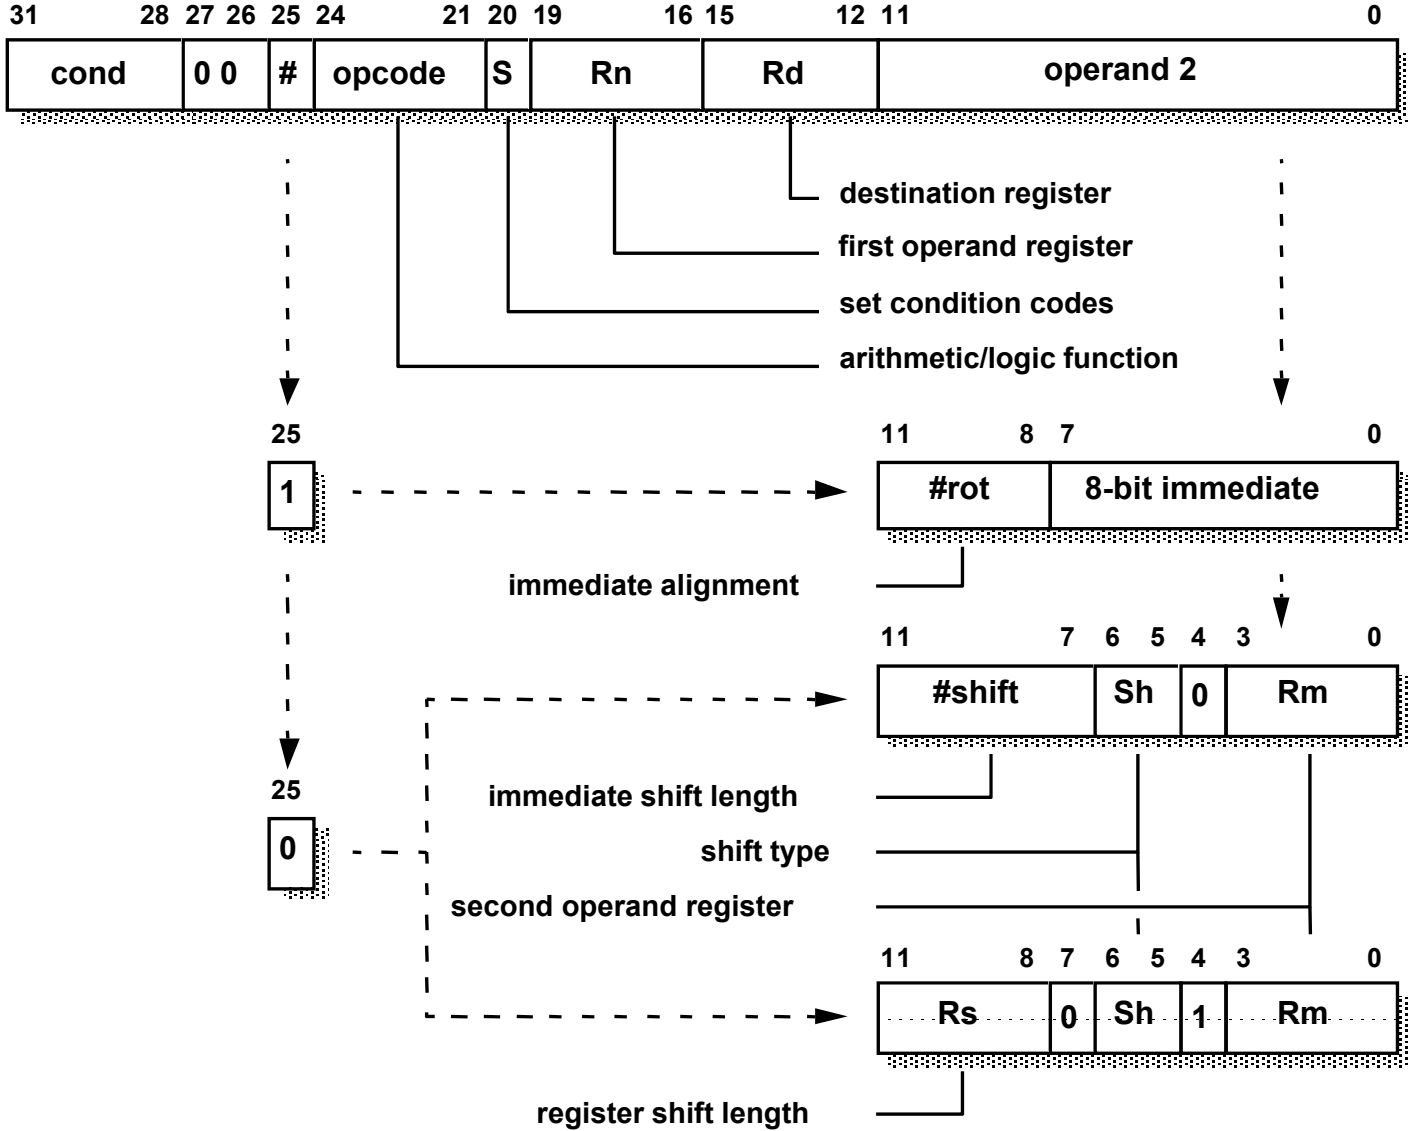 31 28 27 26 25 24 21 20 19 16 15 12 11 0
cond 0 0 # opcode S Rn Rd operand 2
destination register
first operand register
set condition codes
arithmetic/logic function
25 11 8 7 0
1 #rot 8-bit immediate
immediate alignment
11 7 6 5 4 3 0
#shift Sh 0 Rm
25
immediate shift length
0
shift type
second operand register
11 8 7 6 5 4 3 0
Rs 0 Sh 1 Rm
register shift length